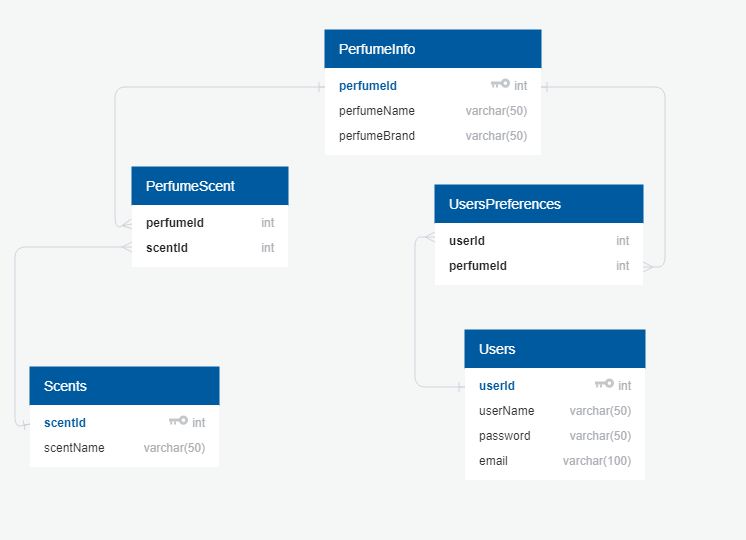 PerfumeInfo
perfumeId int
perfumeName varchar(50)
perfumeBrand varchar(50)
PerfumeScent
perfumeId int
scentId int
UsersPreferences
userId int
perfumeId int
Users
userId int
userName varchar(50)
password varchar(50)
email varchar(100)
Scents
scentId int
scentName varchar(50)